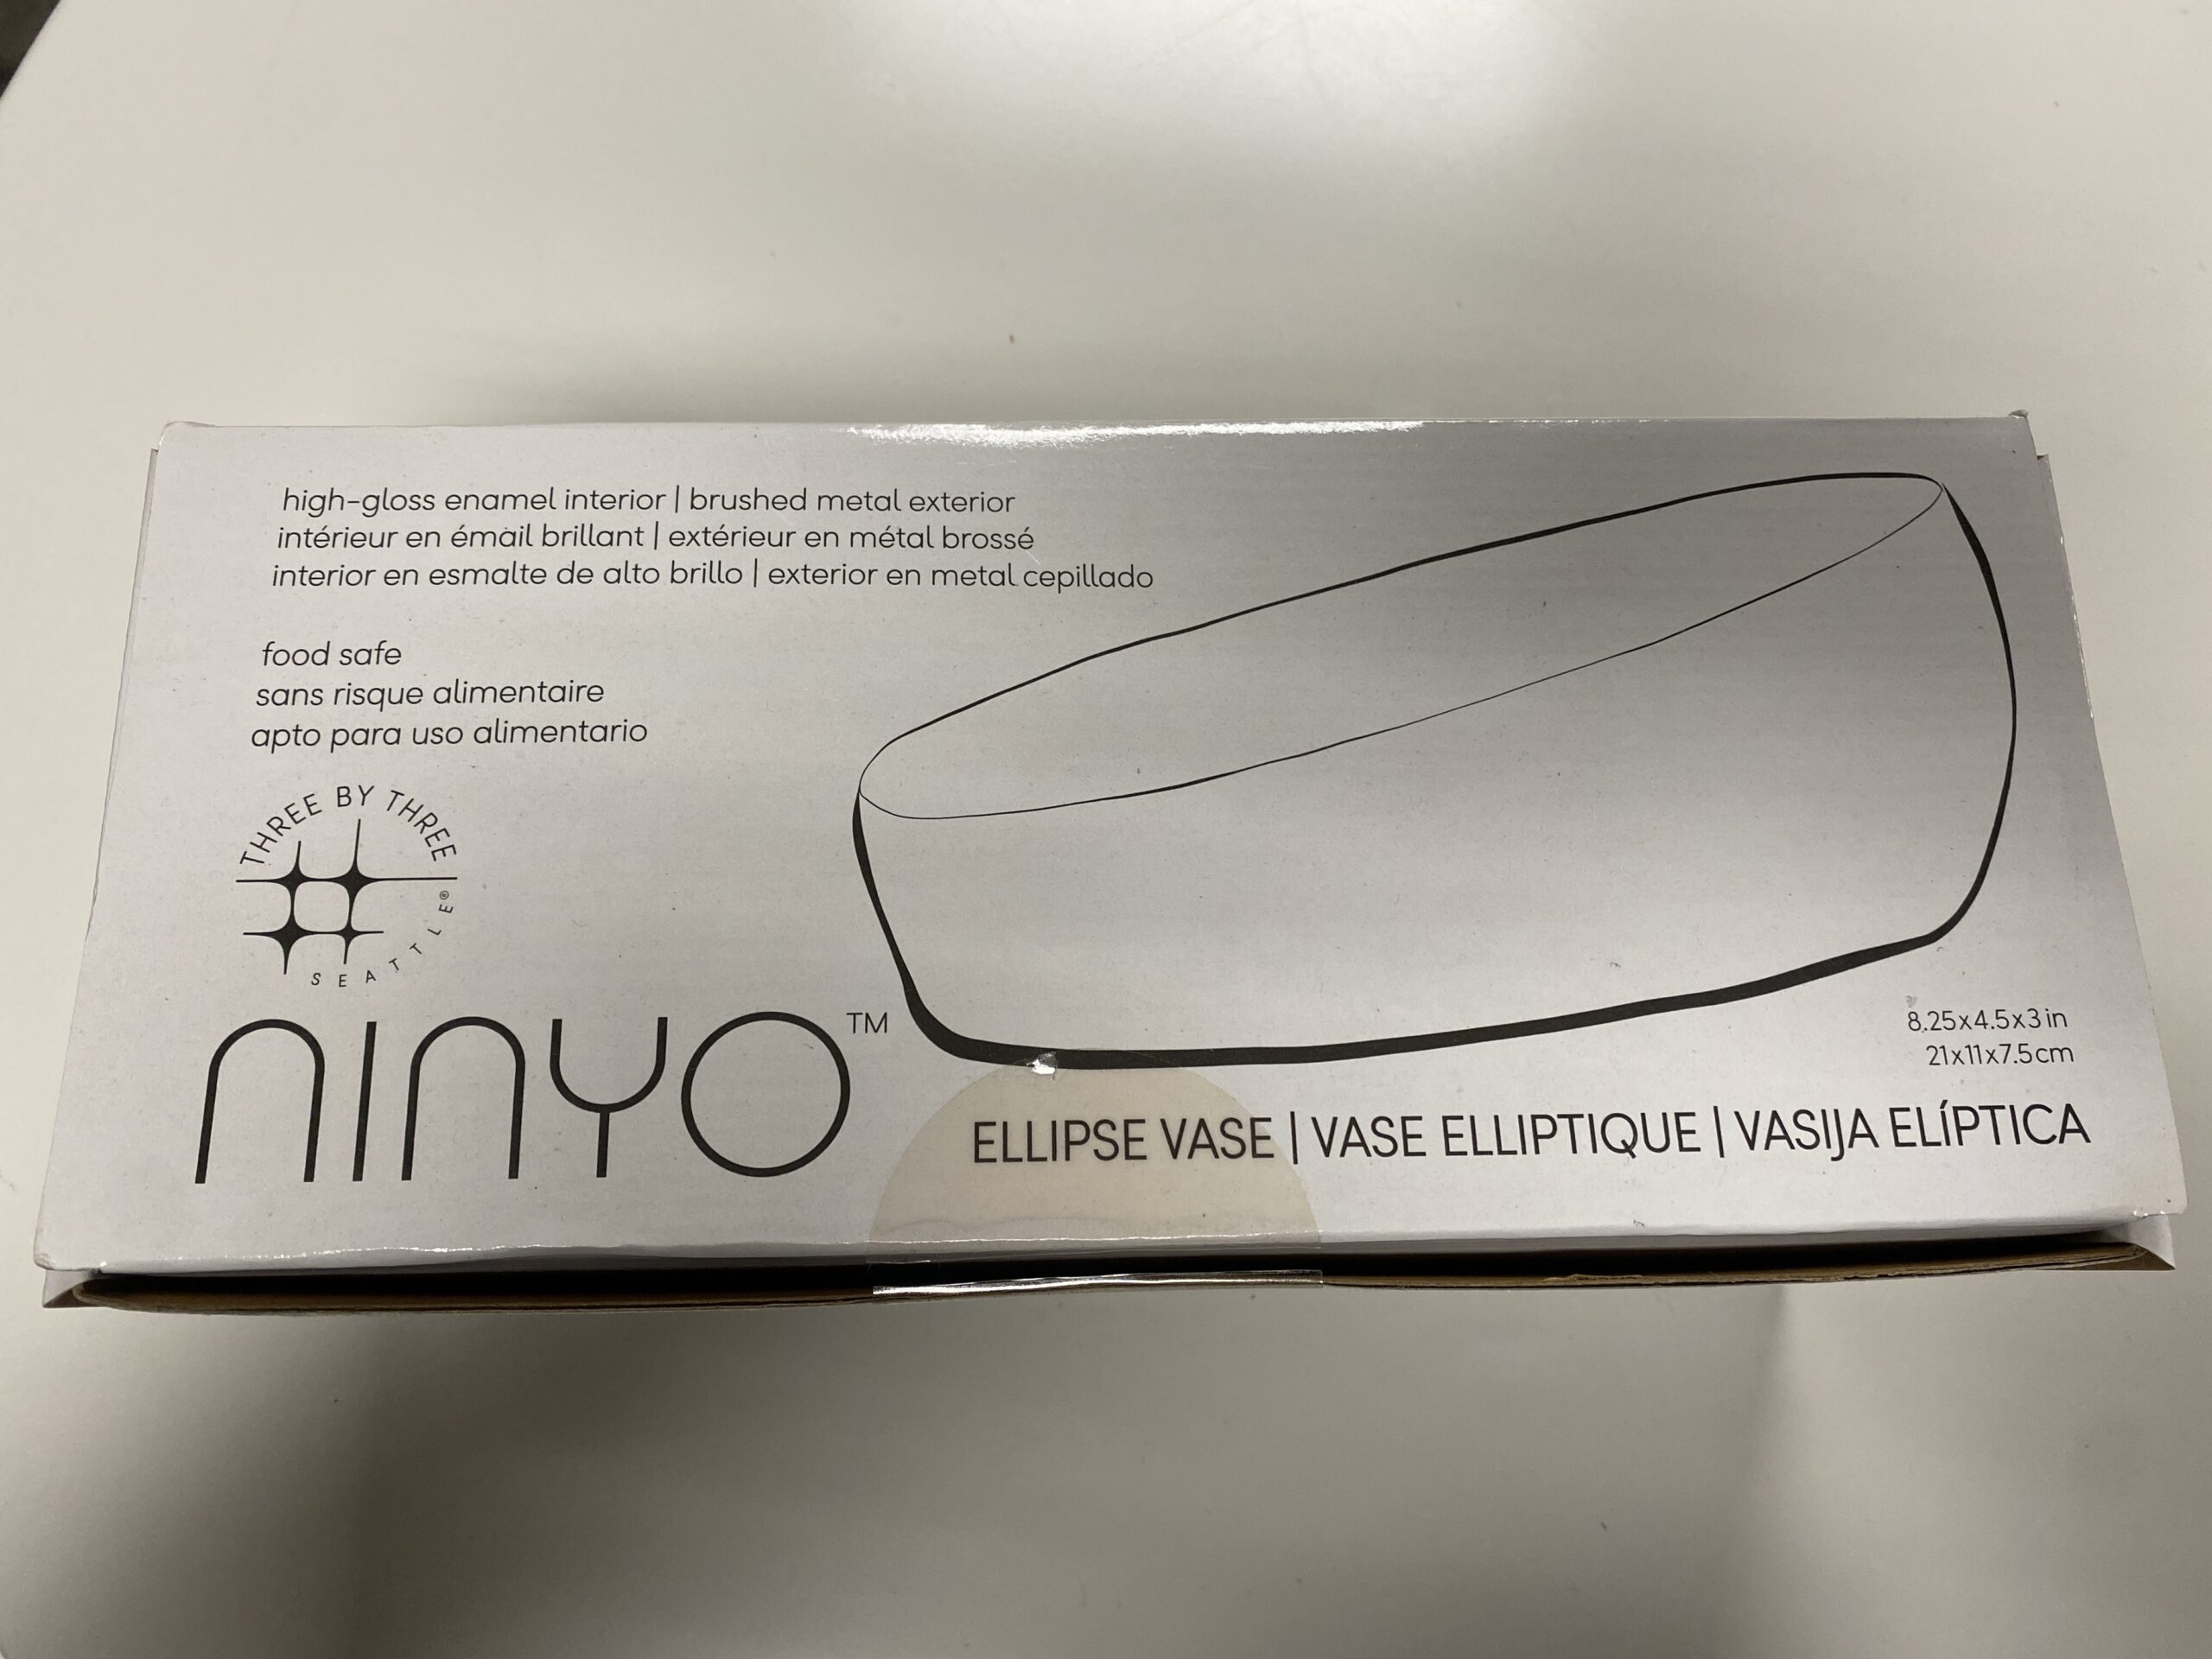 high-gloss enamel interior | brushed metal exterior
intérieur en émail brillant | extérieur en métal brossé
interior en esmalte de alto brillo | exterior en metal cepillado
food safe
sans risque alimentaire
apto para uso alimentario
THREE BY THREE
SEATTLE®
ninyo™
8.25x4.5x3in
21x11x7.5cm
ELLIPSE VASE | VASE ELLIPTIQUE | VASIJA ELÍPTICA